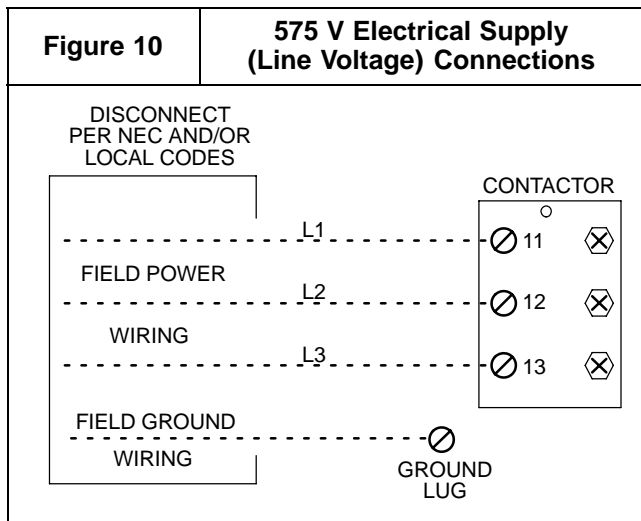 Figure 10
575 V Electrical Supply
(Line Voltage) Connections
DISCONNECT
PER NEC AND/OR
LOCAL CODES
CONTACTOR
L1
11
FIELD POWER
L2
12
WIRING
L3
13
FIELD GROUND
WIRING
GROUND
LUG